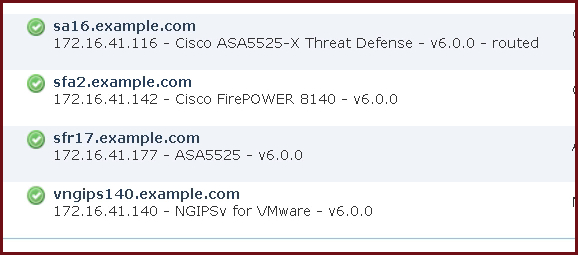 sa16.example.com
172.16.41.116 - Cisco ASA5525-X Threat Defense - v6.0.0 - routed
sfa2.example.com
172.16.41.142 - Cisco FirePOWER 8140 - v6.0.0
sfr17.example.com
172.16.41.177 - ASA5525 - v6.0.0
vngips140.example.com
172.16.41.140 - NGIPSv for VMware - v6.0.0